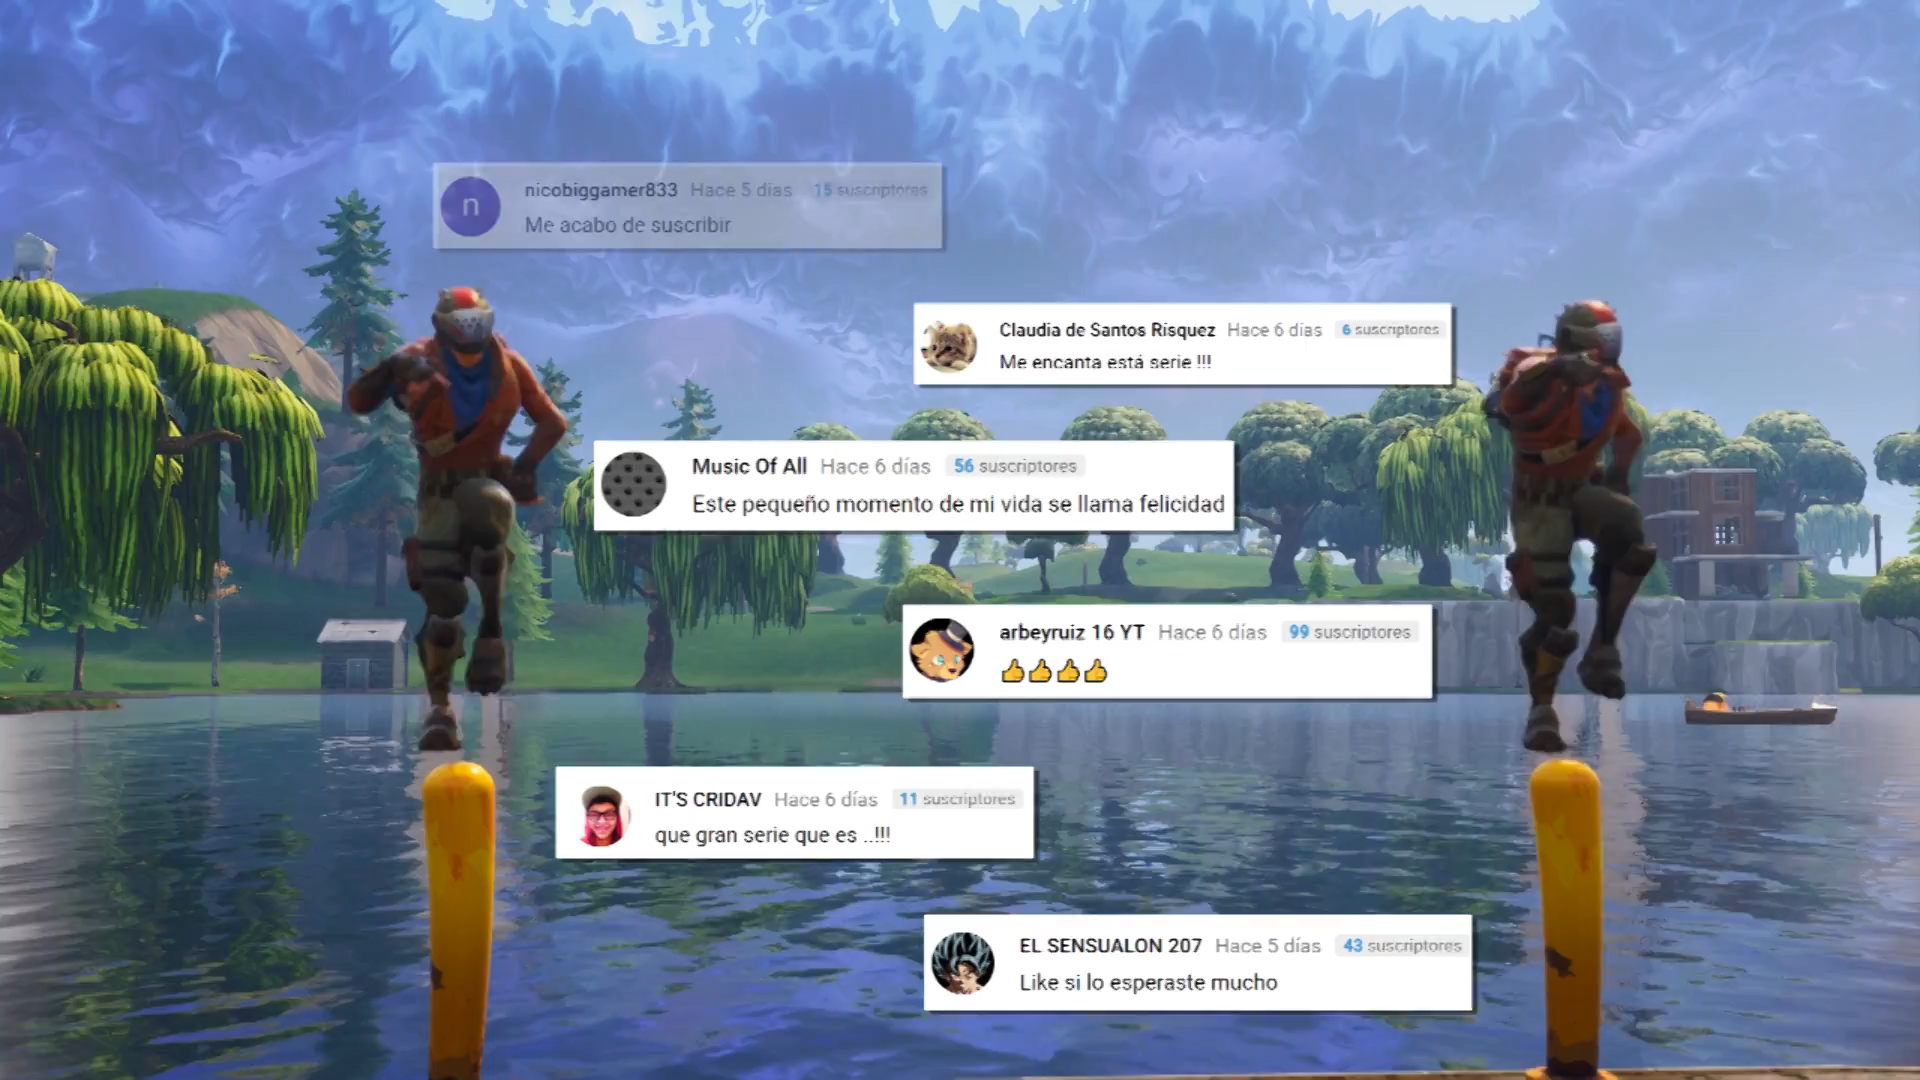 nicobiggamer833 Hace 5 días 15 suscriptores
Me acabo de suscribir
Claudia de Santos Rísquez Hace 6 días 6 suscriptores
Me encanta está serie !!!
Music Of All Hace 6 días 56 suscriptores
Este pequeño momento de mi vida se llama felicidad
arbeyruiz 16 YT Hace 6 días 99 suscriptores
👍👍👍👍
IT'S CRIDAV Hace 6 días 11 suscriptores
que gran serie que es ..!!!
EL SENSUALON 207 Hace 5 días 43 suscriptores
Like si lo esperaste mucho